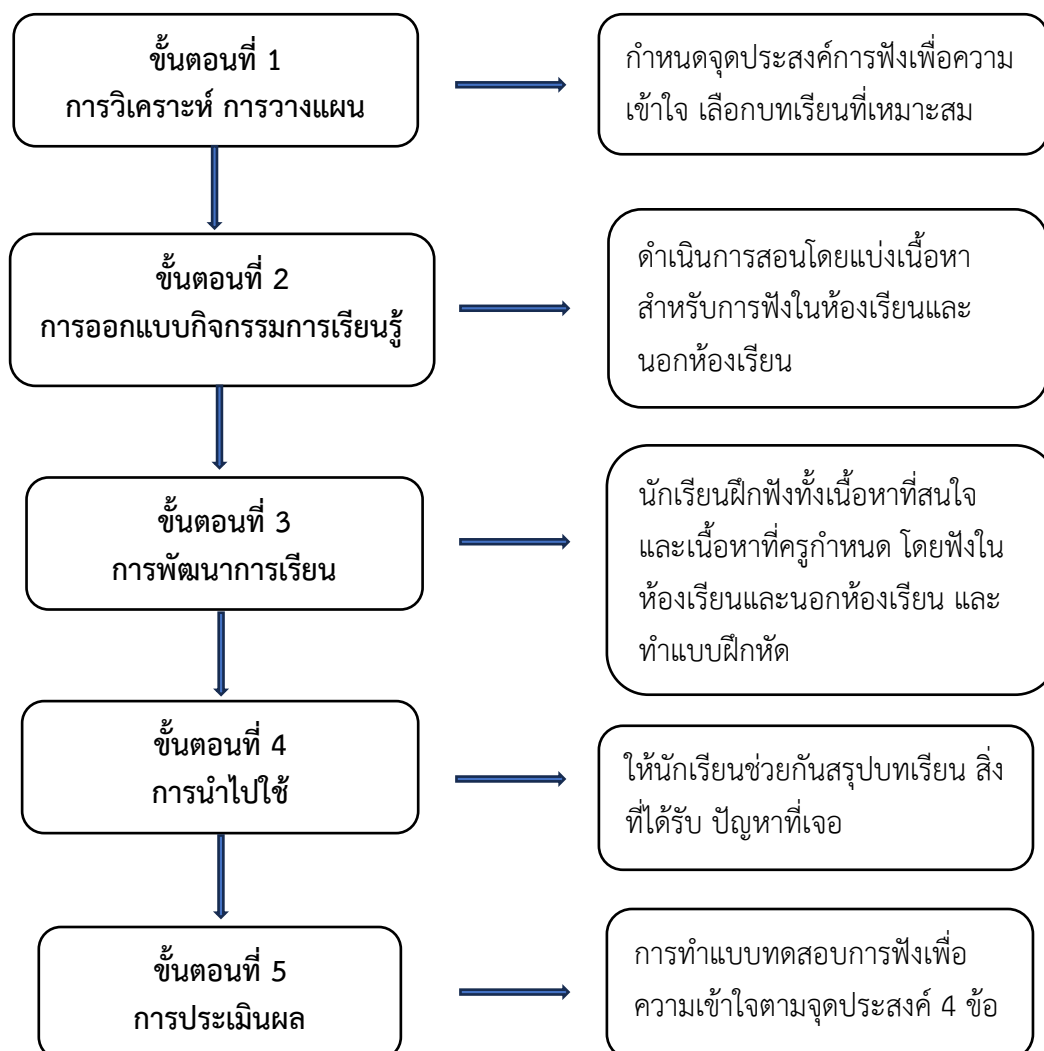 ขั้นตอนที่ 1
การวิเคราะห์ การวางแผน
กำหนดจุดประสงค์การฟังเพื่อความ
เข้าใจ เลือกบทเรียนที่เหมาะสม
ขั้นตอนที่ 2
การออกแบบกิจกรรมการเรียนรู้
ดำเนินการสอนโดยแบ่งเนื้อหา
สำหรับการฟังในห้องเรียนและ
นอกห้องเรียน
ขั้นตอนที่ 3
การพัฒนาการเรียน
นักเรียนฝึกฟังทั้งเนื้อหาที่สนใจ
และเนื้อหาที่ครูกำหนด โดยฟังใน
ห้องเรียนและนอกห้องเรียน และ
ทำแบบฝึกหัด
ขั้นตอนที่ 4
การนำไปใช้
ให้นักเรียนช่วยกันสรุปบทเรียน สิ่ง
ที่ได้รับ ปัญหาที่เจอ
ขั้นตอนที่ 5
การประเมินผล
การทำแบบทดสอบการฟังเพื่อ
ความเข้าใจตามจุดประสงค์ 4 ข้อ